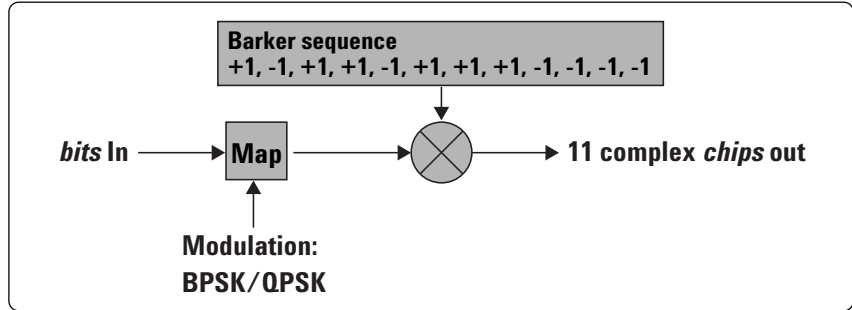 Barker sequence
+1, -1, +1, +1, -1, +1, +1, +1, -1, -1, -1, -1
bits In
Map
11 complex chips out
Modulation:
BPSK/QPSK